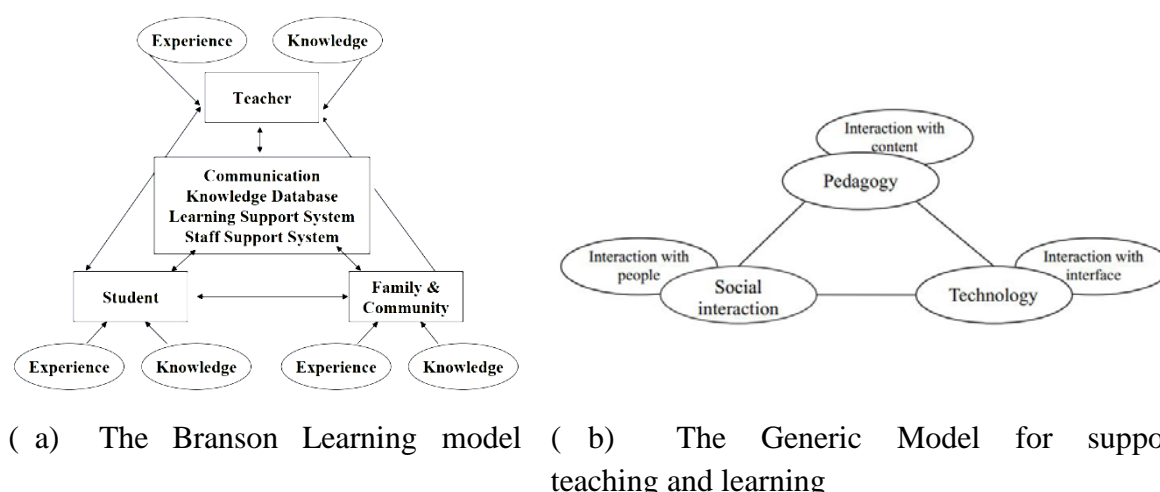 Experience
Knowledge
Teacher
Communication
Knowledge Database
Learning Support System
Staff Support System
Student
Family &
Community
Experience
Knowledge
Experience
Knowledge
Interaction with
content
Pedagogy
Interaction with
people
Social
interaction
Interaction with
interface
Technology
( a) The Branson Learning model
( b) The Generic Model for suppo
teaching and learning